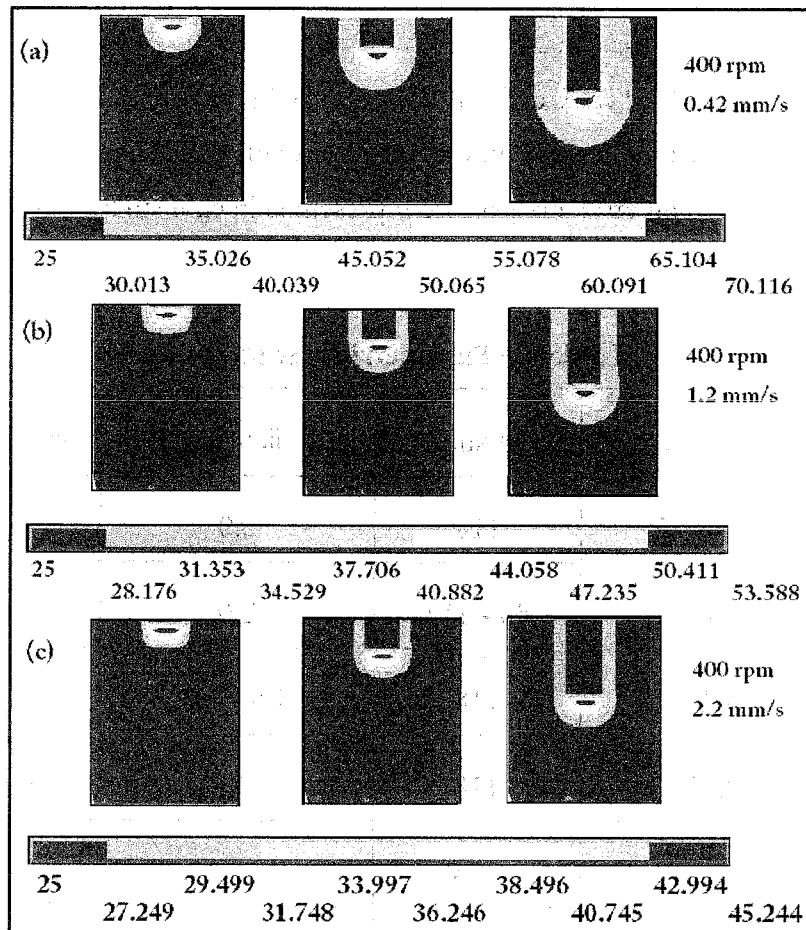 (a)
400 rpm
0.42 mm/s
25 35.026 45.052 55.078 65.104
30.013 40.039 50.065 60.091 70.116
(b)
400 rpm
1.2 mm/s
25 31.353 37.706 44.058 50.411
28.176 34.529 40.882 47.235 53.588
(c)
400 rpm
2.2 mm/s
25 29.499 33.997 38.496 42.994
27.249 31.748 36.246 40.745 45.244